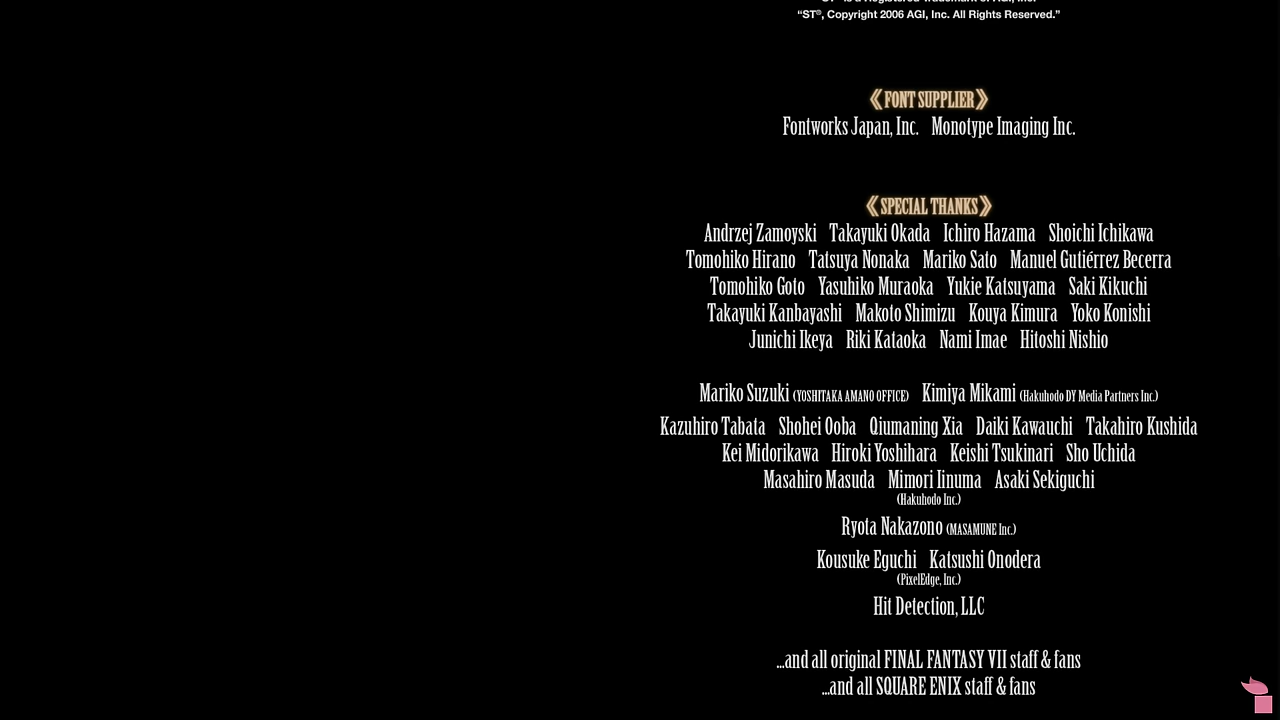 "ST®, Copyright 2006 AGI, Inc. All Rights Reserved."
《FONT SUPPLIER》
Fontworks Japan, Inc. Monotype Imaging Inc.
《SPECIAL THANKS》
Andrzej Zamoyski Takayuki Okada Ichiro Hazama Shoichi Ichikawa
Tomohiko Hirano Tatsuya Nonaka Mariko Sato Manuel Gutiérrez Becerra
Tomohiko Goto Yasuhiko Muraoka Yukie Katsuyama Saki Kikuchi
Takayuki Kanbayashi Makoto Shimizu Kouya Kimura Yoko Konishi
Junichi Ikeya Riki Kataoka Nami Imae Hitoshi Nishio
Mariko Suzuki (YOSHITAKA AMANO OFFICE) Kimiya Mikami (Hakuhodo DY Media Partners Inc.)
Kazuhiro Tabata Shohei Ooba Qiumaning Xia Daiki Kawauchi Takahiro Kushida
Kei Midorikawa Hiroki Yoshihara Keishi Tsukinari Sho Uchida
Masahiro Masuda Mimori Iinuma Asaki Sekiguchi
(Hakuhodo Inc.)
Ryota Nakazono (MASAMUNE Inc.)
Kousuke Eguchi Katsushi Onodera
(PixelEdge, Inc.)
Hit Detection, LLC
...and all original FINAL FANTASY VII staff & fans
...and all SQUARE ENIX staff & fans